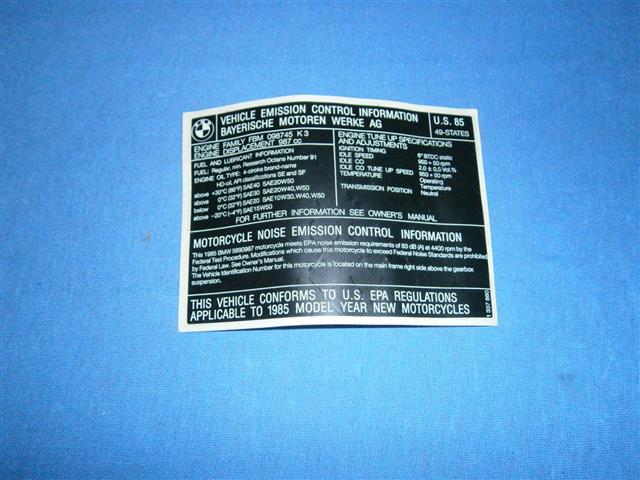 BMW
VEHICLE EMISSION CONTROL INFORMATION
BAYERISCHE MOTOREN WERKE AG
U.S. 85
49-STATES
ENGINE FAMILY FBM 098745 K3
ENGINE DISPLACEMENT 987 cc
FUEL AND LUBRICANT INFORMATION
FUEL: Regular, min. Research Octane Number 91
ENGINE OIL TYPE: 4-stroke brand-name
HD-oil, API classifications SE and SF
above +30°C (86°F) SAE40 SAE20W50
above 0°C (32°F) SAE30 SAE20W40, W50
below 0°C (32°F) SAE20 SAE10W30, W40, W50
above -20°C (-4°F) SAE15W50
ENGINE TUNE UP SPECIFICATIONS
AND ADJUSTMENTS
IGNITION TIMING 6° BTDC static
IDLE SPEED 950 + 50 rpm
IDLE CO 2.0 ± 0.5 Vol.%
IDLE CO TUNE UP SPEED 950 + 50 rpm
TEMPERATURE Operating
Temperature
TRANSMISSION POSITION Neutral
FOR FURTHER INFORMATION SEE OWNER'S MANUAL
MOTORCYCLE NOISE EMISSION CONTROL INFORMATION
This 1985 BMW 5890987 motorcycle meets EPA noise emission requirements of 83 dB (A) at 4400 rpm by the
Federal Test Procedure. Modifications which cause this motorcycle to exceed Federal Noise Standards are prohibited
by Federal Law. See Owner's Manual.
The Vehicle Identification Number for this motorcycle is located on the main frame right side above the gearbox
suspension.
THIS VEHICLE CONFORMS TO U.S. EPA REGULATIONS
APPLICABLE TO 1985 MODEL YEAR NEW MOTORCYCLES